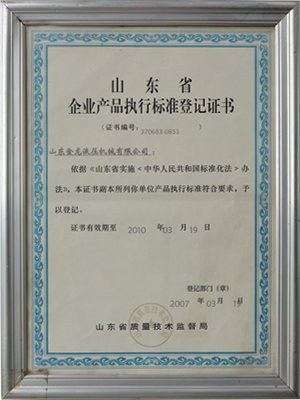 山东省
企业产品执行标准登记证书
（证书编号：370683-0853）
山东金龙液压机械有限公司：
依据《山东省实施〈中华人民共和国标准化法〉办
法》，本证书副本所列你单位产品执行标准符合要求，予
以登记。
证书有效期至 2010 年 03 月 19 日
登记部门（章）
2007 年 03 月 19 日
山东省质量技术监督局